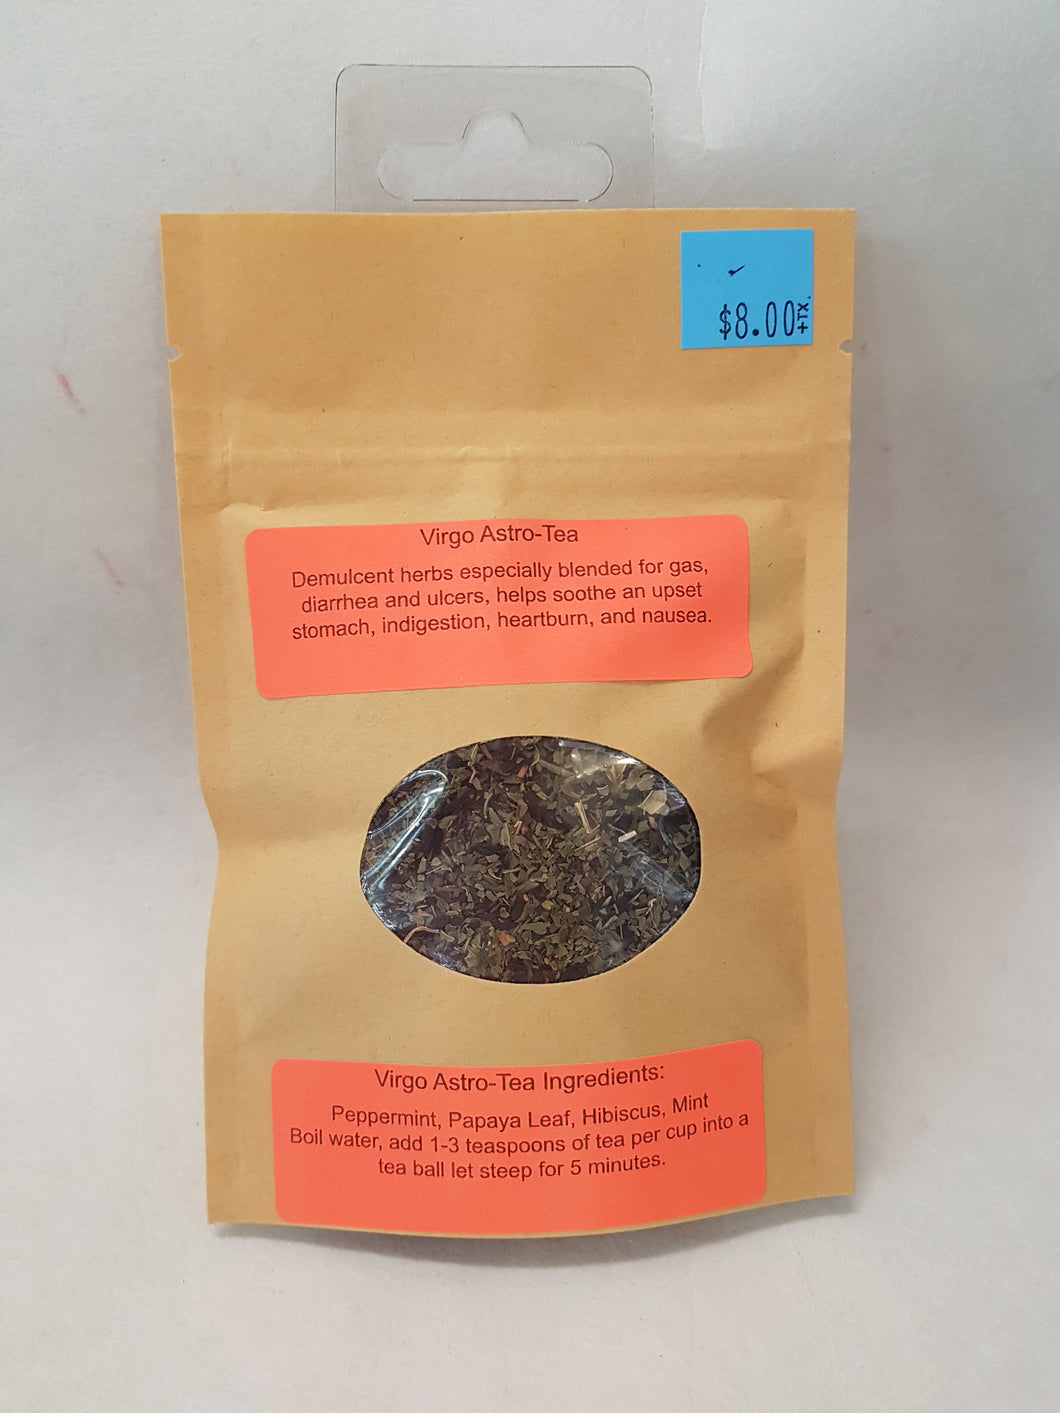 $8.00+TX.
Virgo Astro-Tea
Demulcent herbs especially blended for gas,
diarrhea and ulcers, helps soothe an upset
stomach, indigestion, heartburn, and nausea.
Virgo Astro-Tea Ingredients:
Peppermint, Papaya Leaf, Hibiscus, Mint
Boil water, add 1-3 teaspoons of tea per cup into a
tea ball let steep for 5 minutes.